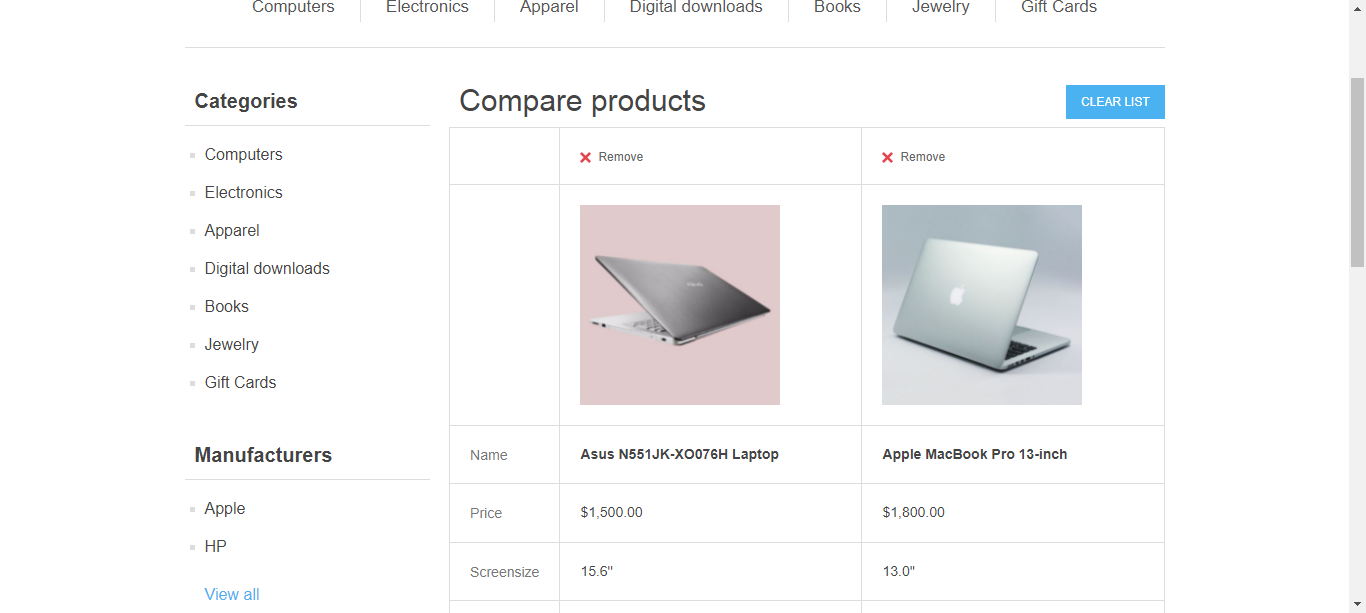 Computers Electronics Apparel Digital downloads Books Jewelry Gift Cards
Categories
Computers
Electronics
Apparel
Digital downloads
Books
Jewelry
Gift Cards
Manufacturers
Apple
HP
View all
Compare products
CLEAR LIST
Remove Remove
Name Asus N551JK-XO076H Laptop Apple MacBook Pro 13-inch
Price $1,500.00 $1,800.00
Screensize 15.6" 13.0"